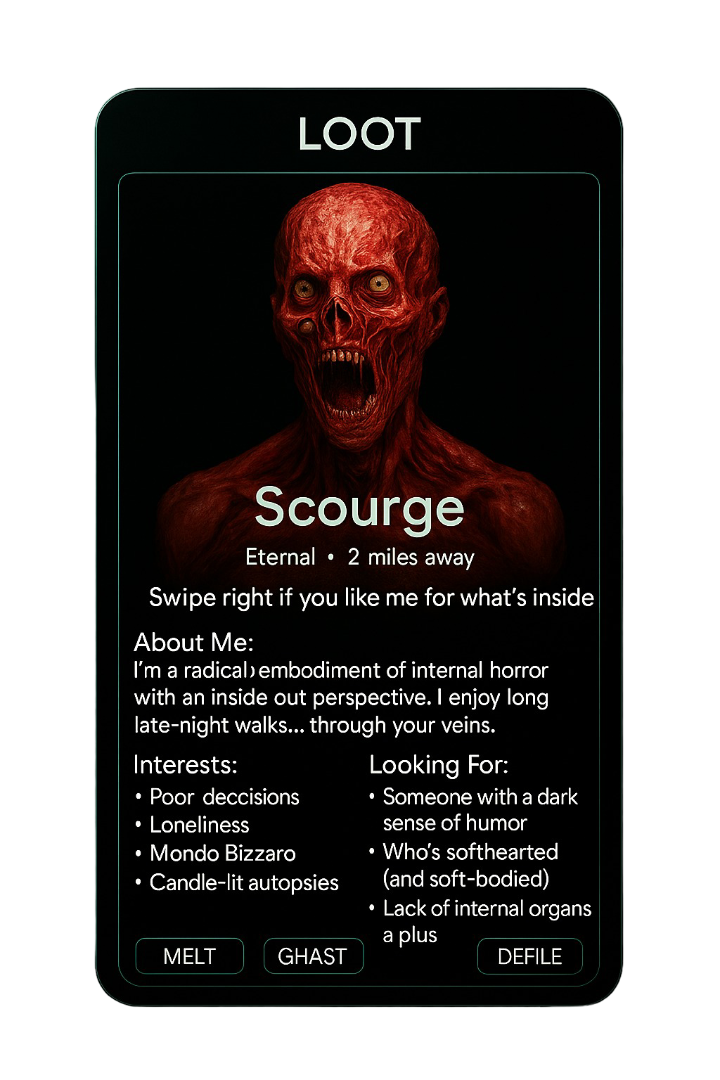 LOOT
Scourge
Eternal • 2 miles away
Swipe right if you like me for what's inside
About Me:
I'm a radical) embodiment of internal horror
with an inside out perspective. I enjoy long
late-night walks... through your veins.
Interests:
• Poor deccisions
• Loneliness
• Mondo Bizzaro
• Candle-lit autopsies
Looking For:
• Someone with a dark
sense of humor
• Who's softhearted
(and soft-bodied)
• Lack of internal organs
a plus
MELT
GHAST
DEFILE